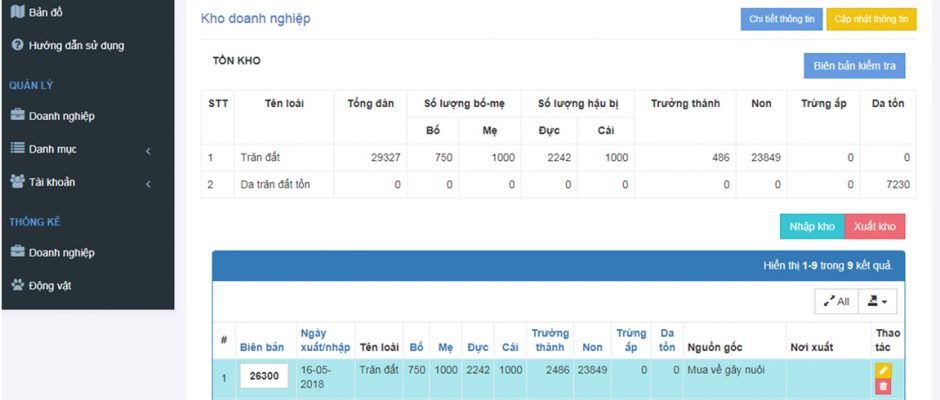 Bản đồ
Hướng dẫn sử dụng
QUẢN LÝ
Doanh nghiệp
Danh mục
Tài khoản
THỐNG KÊ
Doanh nghiệp
Động vật
Kho doanh nghiệp
Chi tiết thông tin
Cập nhật thông tin
TỒN KHO
Biên bản kiểm tra
STT Tên loài Tổng đàn Số lượng bố-mẹ Số lượng hậu bị Trưởng thành Non Trứng ấp Da tồn
Bố Mẹ Đực Cái
1 Trăn đất 29327 750 1000 2242 1000 486 23849 0 0
2 Da trăn đất tồn 0 0 0 0 0 0 0 0 7230
Nhập kho Xuất kho
Hiển thị 1-9 trong 9 kết quả.
All
# Biên bản Ngày xuất/nhập Tên loài Bố Mẹ Đực Cái Trưởng thành Non Trứng ấp Da tồn Nguồn gốc Nơi xuất Thao tác
1 26300 16-05-2018 Trăn đất 750 1000 2242 1000 2486 23849 0 0 Mua về gây nuôi